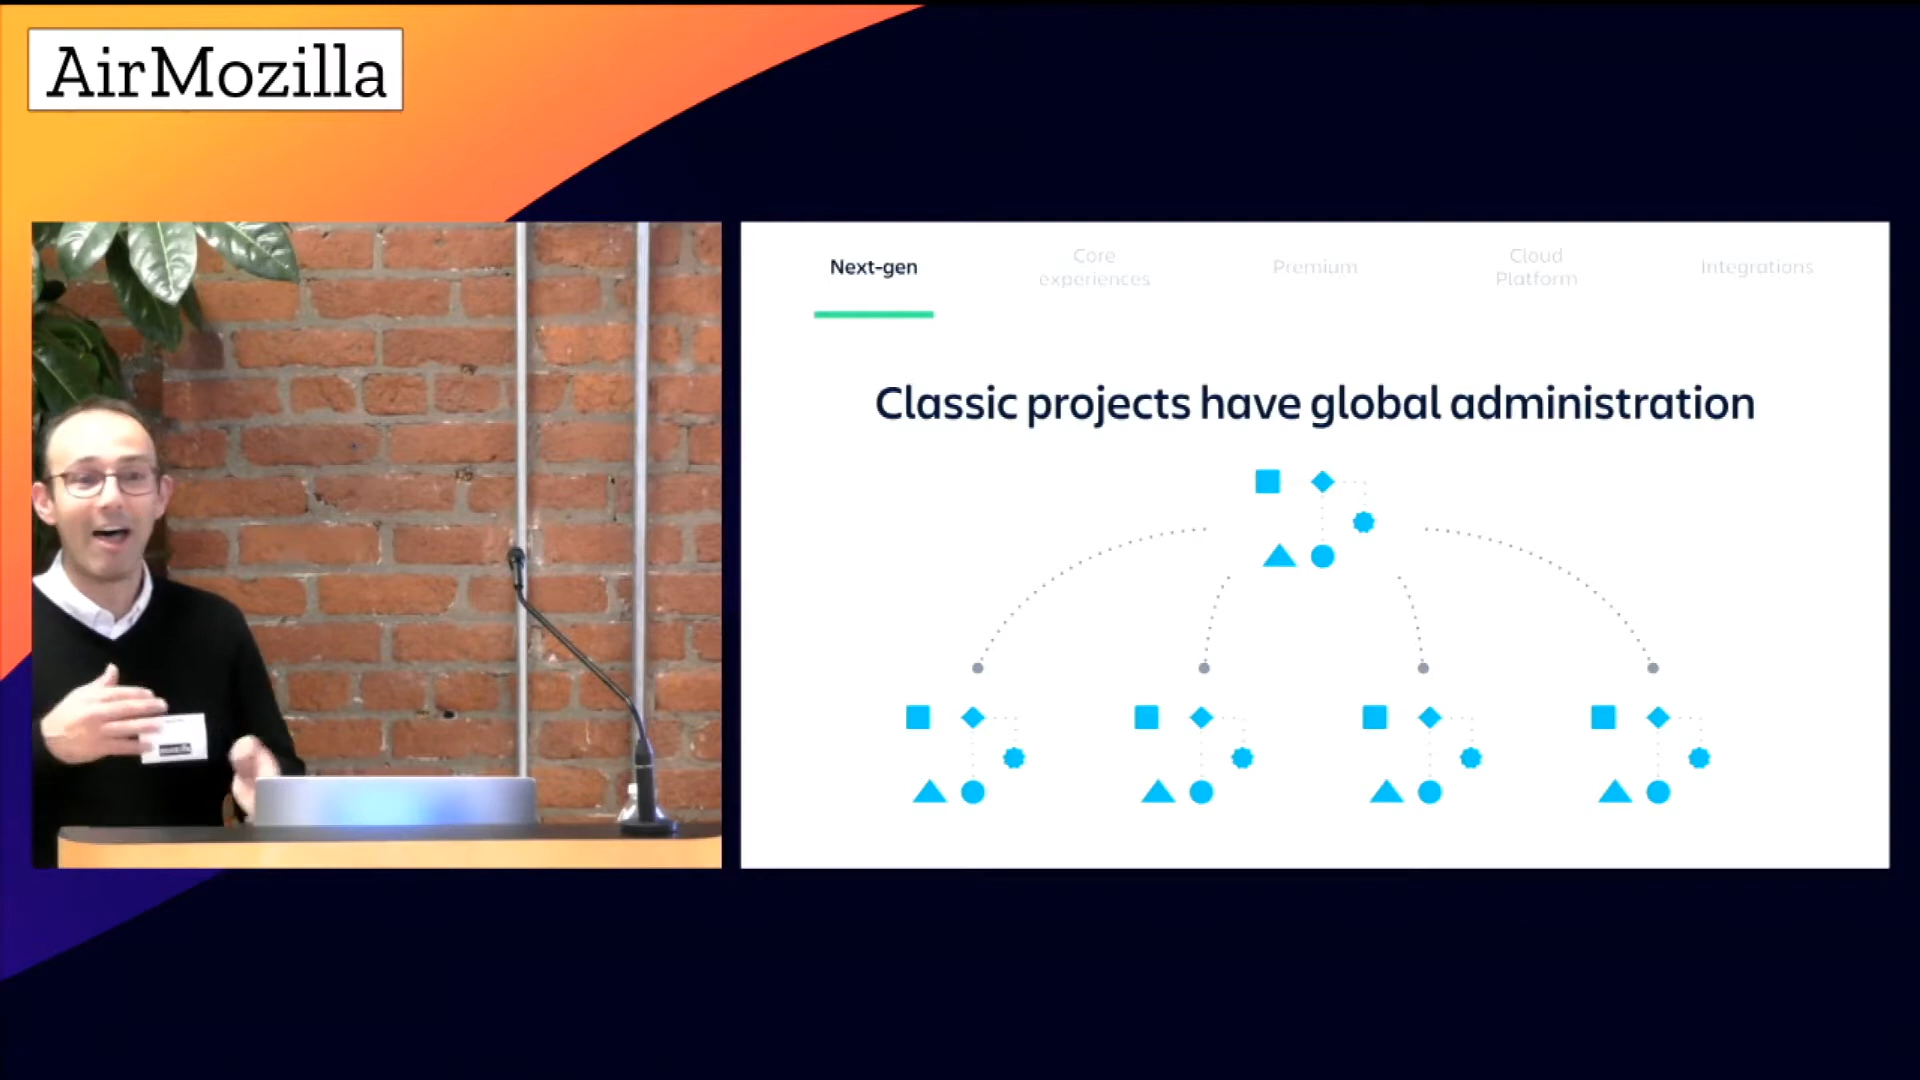 AirMozilla
Next-gen
Core
experiences
Premium
Cloud
Platform
Integrations
Classic projects have global administration